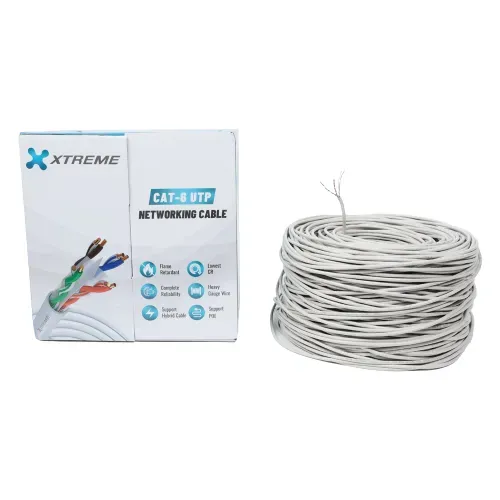 XTREME
CAT-6 UTP
NETWORKING CABLE
Flame
Retardant
Lowest
CR
Complete
Reliability
Heavy
Gauge Wire
Support
Hybrid Cable
Support
POE